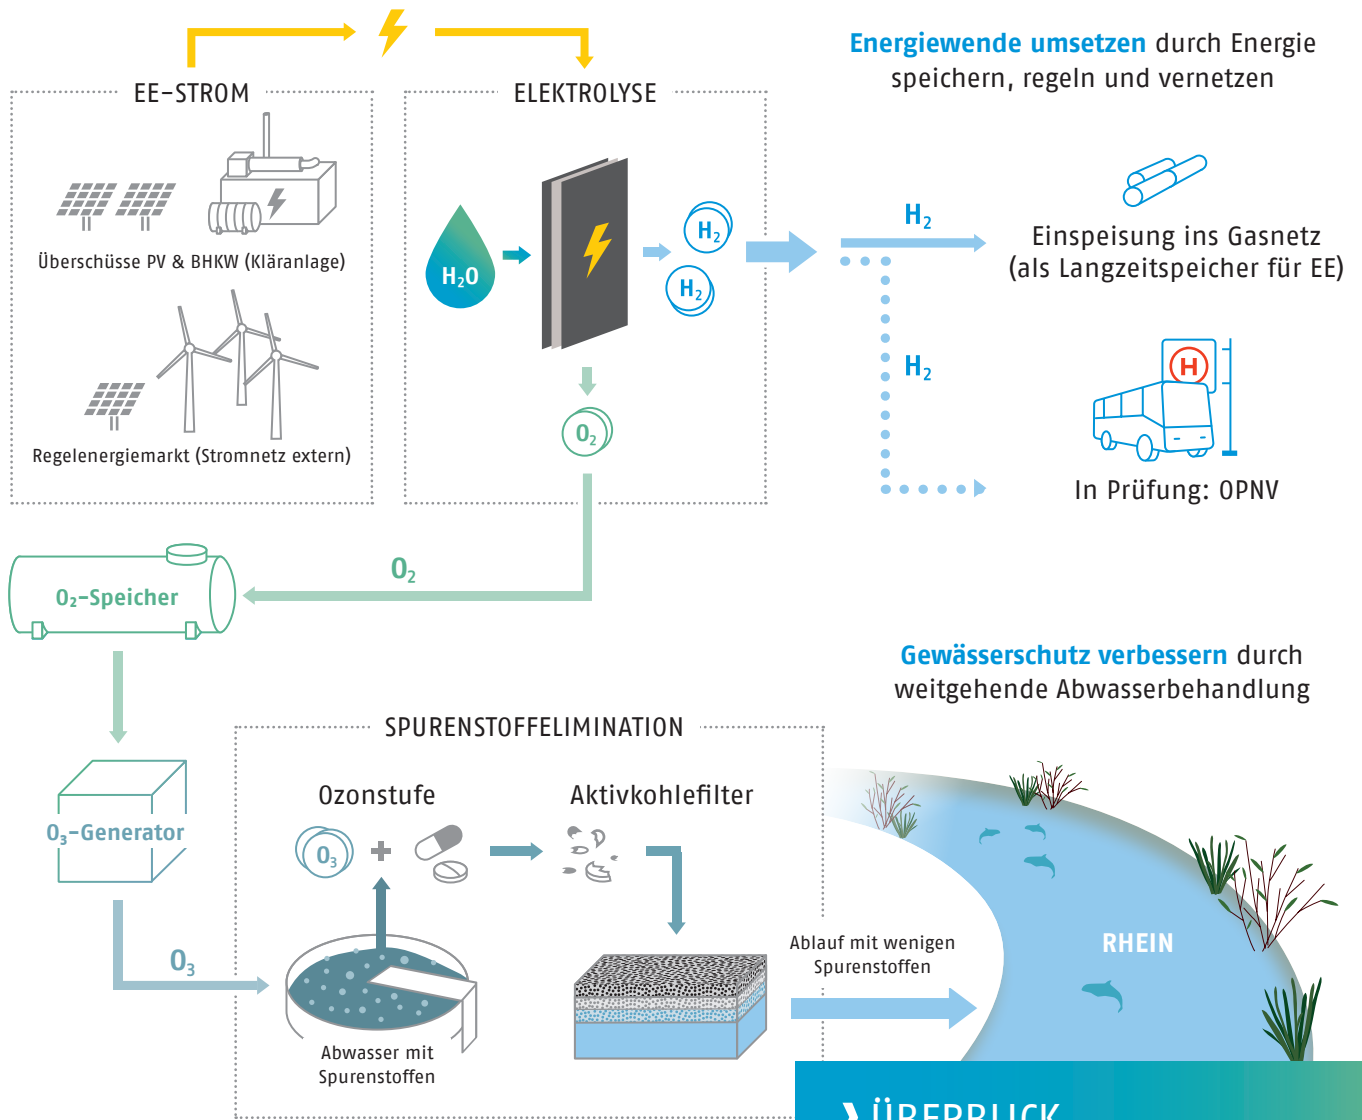 Energiewende umsetzen durch Energie
speichern, regeln und vernetzen
EE-STROM
ELEKTROLYSE
H₂O
H₂
H₂
Überschüsse PV & BHKW (Kläranlage)
Regelenergiemarkt (Stromnetz extern)
O₂
H₂
Einspeisung ins Gasnetz
(als Langzeitspeicher für EE)
H₂
H
In Prüfung: OPNV
O₂
O₂-Speicher
O₃-Generator
O₃
Gewässerschutz verbessern durch
weitgehende Abwasserbehandlung
SPURENSTOFFELIMINATION
Ozonstufe
Aktivkohlefilter
O₃
+
Abwasser mit
Spurenstoffen
Ablauf mit wenigen
Spurenstoffen
RHEIN
❯ ÜBERBLICK